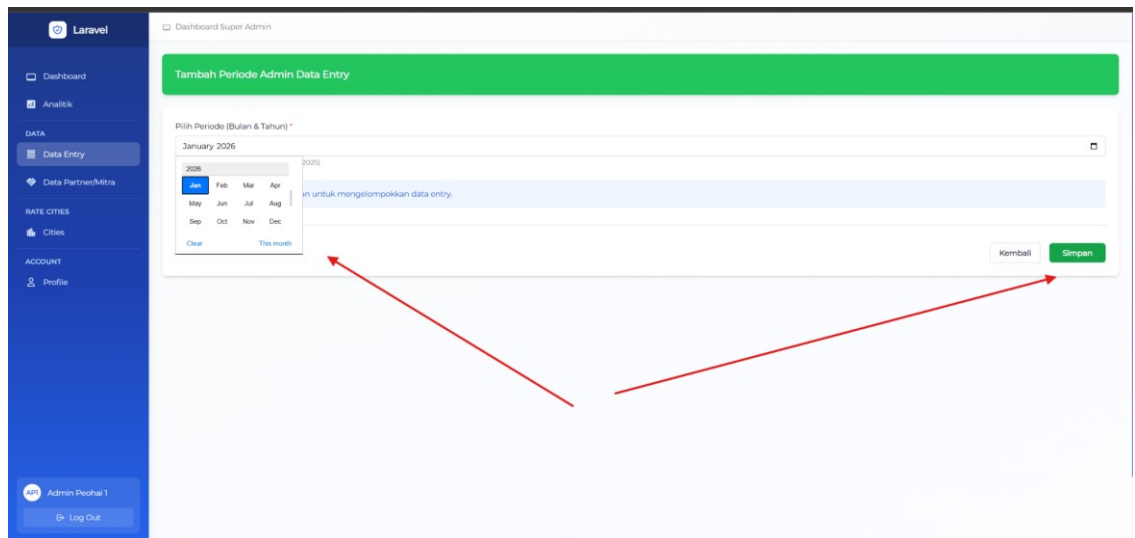 Laravel
Dashboard Super Admin
Dashboard
Analitik
DATA
Data Entry
Data Partner/Mitra
RATE CITIES
Cities
ACCOUNT
Profile
Tambah Periode Admin Data Entry
Pilih Periode (Bulan & Tahun) *
January 2026
2025)
2026
Jan Feb Mar Apr
an untuk mengelompokkan data entry.
May Jun Jul Aug
Sep Oct Nov Dec
Clear This month
Kembali Simpan
AP1 Admin Peohai 1
Log Out